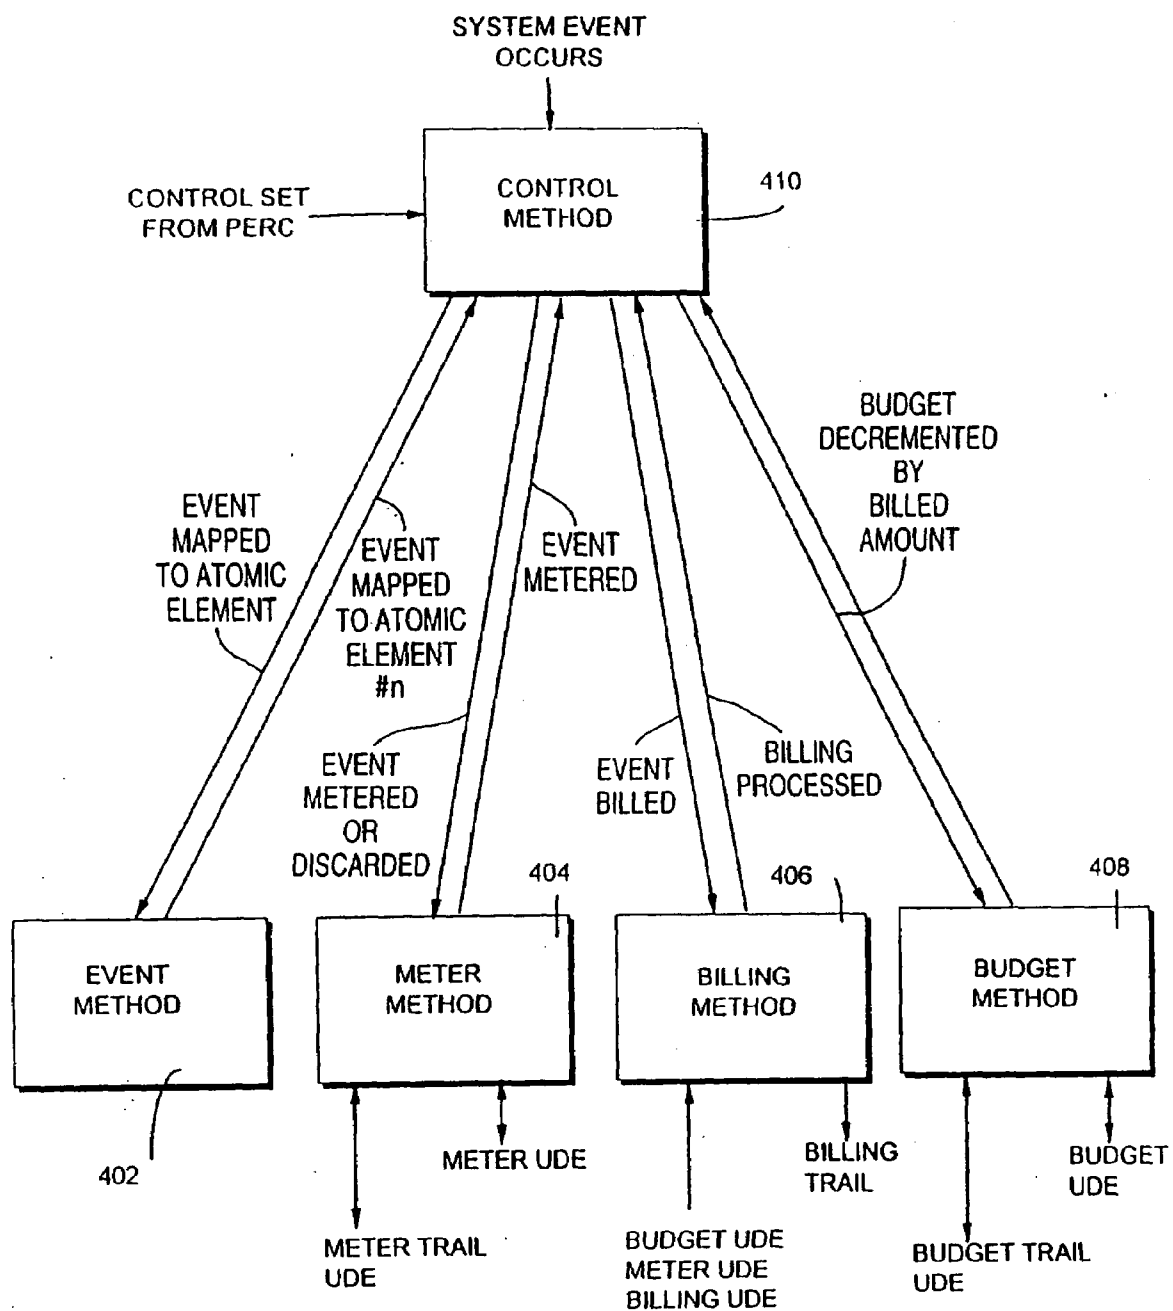 SYSTEM EVENT
OCCURS
CONTROL
METHOD
410
CONTROL SET
FROM PERC
BUDGET
DECREMENTED
BY
BILLED
AMOUNT
EVENT
MAPPED
TO ATOMIC
ELEMENT
EVENT
MAPPED
TO ATOMIC
ELEMENT
#n
EVENT
METERED
EVENT
METERED
OR
DISCARDED
EVENT
BILLED
BILLING
PROCESSED
404
406
408
EVENT
METHOD
METER
METHOD
BILLING
METHOD
BUDGET
METHOD
402
METER UDE
METER TRAIL
UDE
BILLING
TRAIL
BUDGET UDE
METER UDE
BILLING UDE
BUDGET
UDE
BUDGET TRAIL
UDE